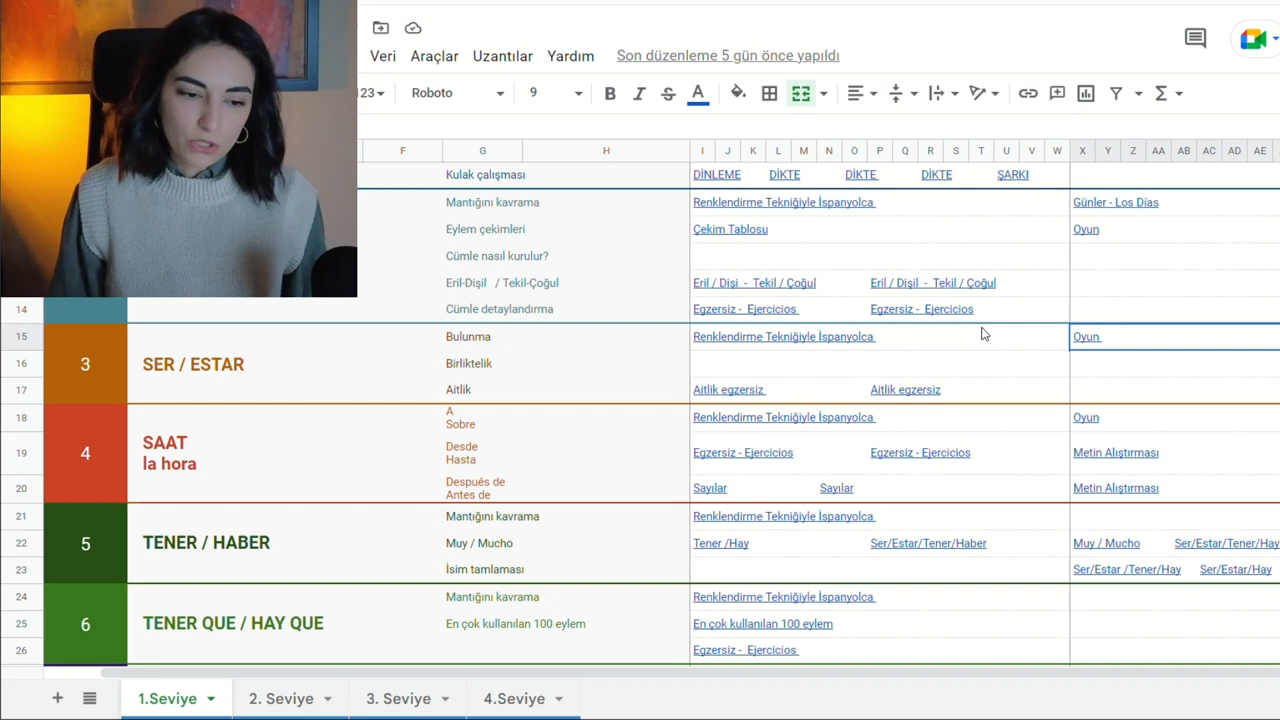 Veri Araçlar Uzantılar Yardım Son düzenleme 5 gün önce yapıldı
123 Roboto 9 B I S A
F G H I J K L M N O P Q R S T U V W X Y Z AA AB AC AD AE
Kulak çalışması DİNLEME DİKTE DİKTE DİKTE ŞARKI
Mantığını kavrama Renklendirme Tekniğiyle İspanyolca Günler - Los Días
Eylem çekimleri Çekim Tablosu Oyun
Cümle nasıl kurulur?
Eril-Dişil / Tekil-Çoğul Eril / Dişi - Tekil / Çoğul Eril / Dişil - Tekil / Çoğul
14 Cümle detaylandırma Egzersiz - Ejercicios Egzersiz - Ejercicios
15 Bulunma Renklendirme Tekniğiyle İspanyolca Oyun
3 SER / ESTAR
16 Birliktelik
17 Aitlik Aitlik egzersiz Aitlik egzersiz
18 A Renklendirme Tekniğiyle İspanyolca Oyun
Sobre
4 SAAT
la hora
19 Desde Egzersiz - Ejercicios Egzersiz - Ejercicios Metin Alıştırması
Hasta
20 Después de Sayılar Sayılar Metin Alıştırması
Antes de
21 Mantığını kavrama Renklendirme Tekniğiyle İspanyolca
22 5 TENER / HABER Muy / Mucho Tener /Hay Ser/Estar/Tener/Haber Muy / Mucho Ser/Estar/Tener/Hay
23 İsim tamlaması Ser/Estar /Tener/Hay Ser/Estar/Hay
24 Mantığını kavrama Renklendirme Tekniğiyle İspanyolca
25 6 TENER QUE / HAY QUE En çok kullanılan 100 eylem En çok kullanılan 100 eylem
26 Egzersiz - Ejercicios
+ 1.Seviye 2. Seviye 3. Seviye 4.Seviye